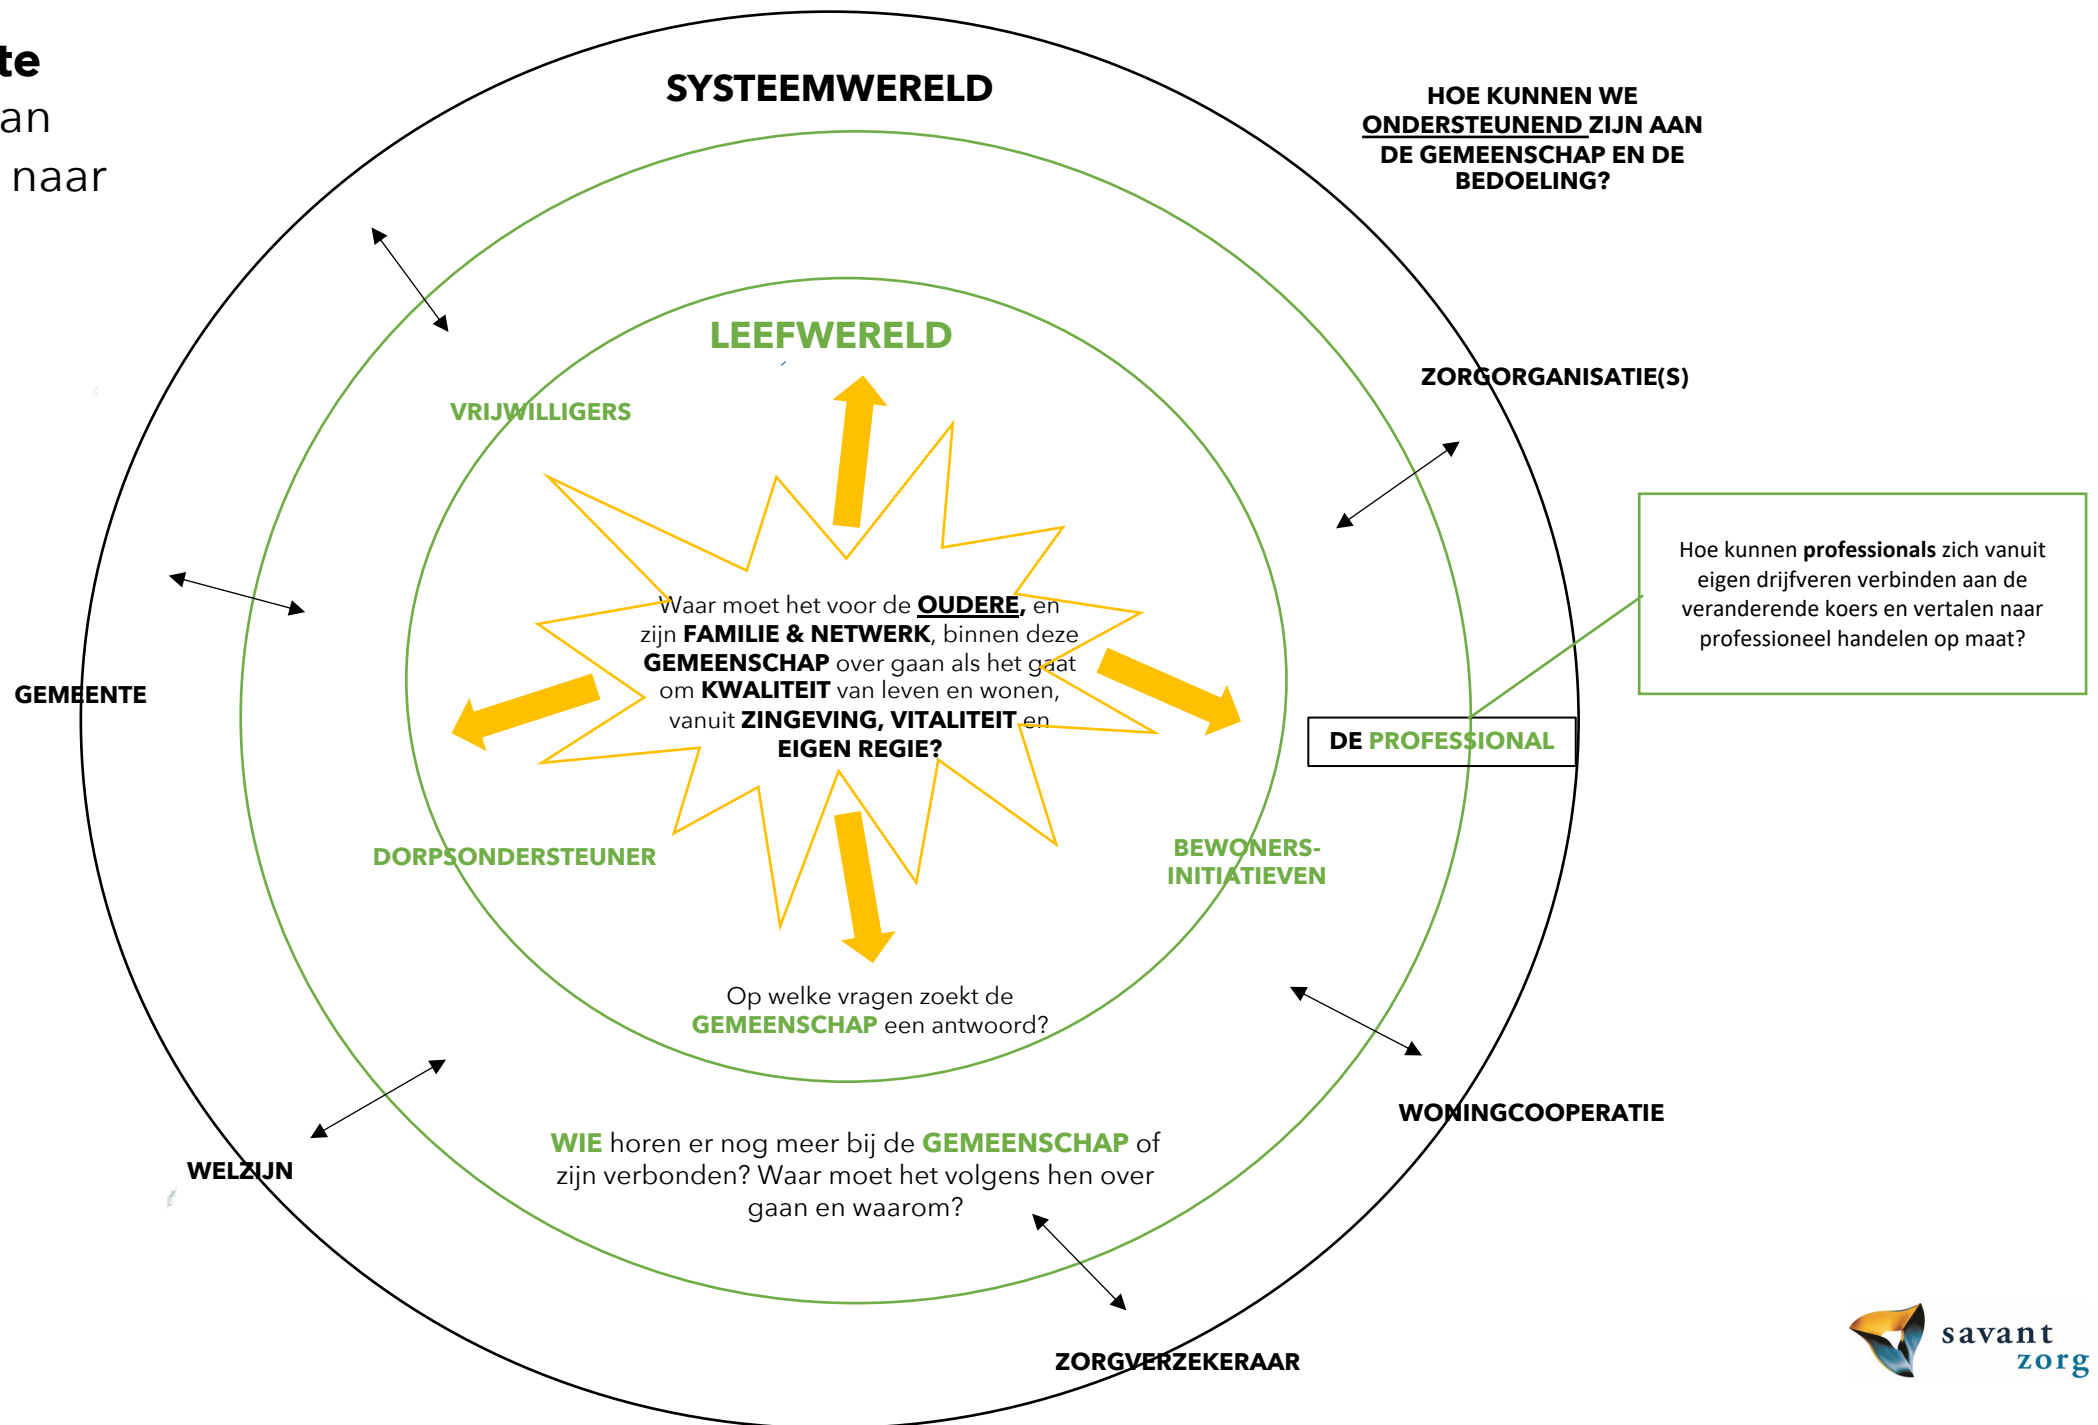 te
an
naar
SYSTEEMWERELD
HOE KUNNEN WE
ONDERSTEUNEND ZIJN AAN
DE GEMEENSCHAP EN DE
BEDOELING?
LEEFWERELD
ZORGORGANISATIE(S)
VRIJWILLIGERS
Hoe kunnen professionals zich vanuit
eigen drijfveren verbinden aan de
veranderende koers en vertalen naar
professioneel handelen op maat?
Waar moet het voor de OUDERE, en
zijn FAMILIE & NETWERK, binnen deze
GEMEENSCHAP over gaan als het gaat
om KWALITEIT van leven en wonen,
vanuit ZINGEVING, VITALITEIT en
EIGEN REGIE?
GEMEENTE
DE PROFESSIONAL
DORPSONDERSTEUNER
BEWONERS-
INITIATIEVEN
Op welke vragen zoekt de
GEMEENSCHAP een antwoord?
WONINGCOOPERATIE
WIE horen er nog meer bij de GEMEENSCHAP of
zijn verbonden? Waar moet het volgens hen over
gaan en waarom?
WELZIJN
ZORGVERZEKERAAR
savant
zorg